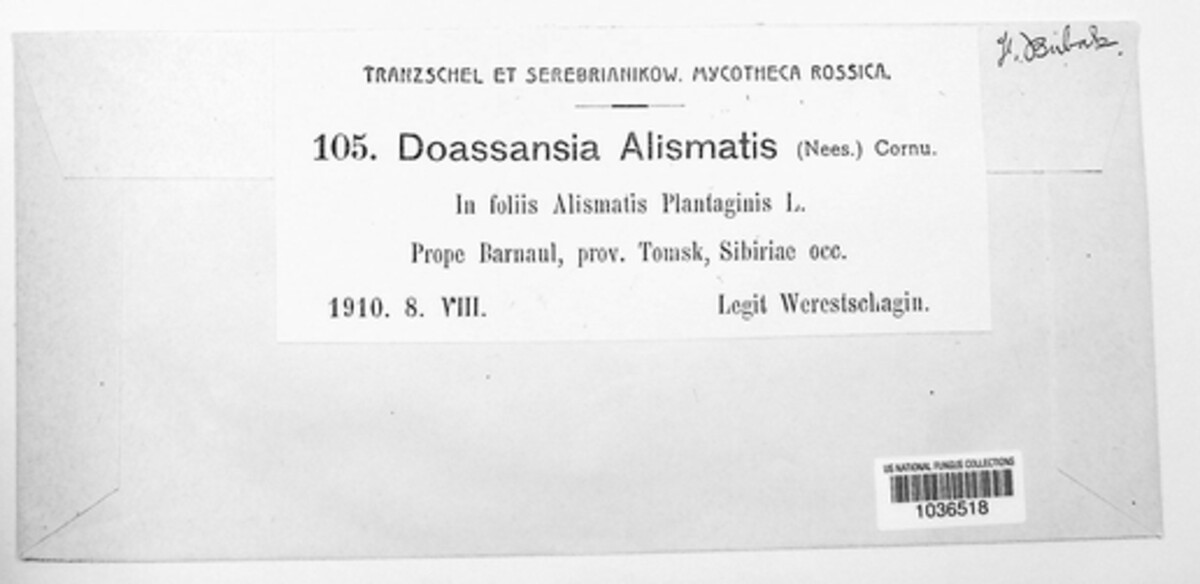 F. Bubak.
TRANZSCHEL ET SEREBRIANIKOW. MYCOTHECA ROSSICA.
105. Doassansia Alismatis (Nees.) Cornu.
In foliis Alismatis Plantaginis L.
Prope Barnaul, prov. Tomsk, Sibiriae occ.
1910. 8. VIII. Legit Werestschagin.
US NATIONAL FUNGUS COLLECTIONS
1036518